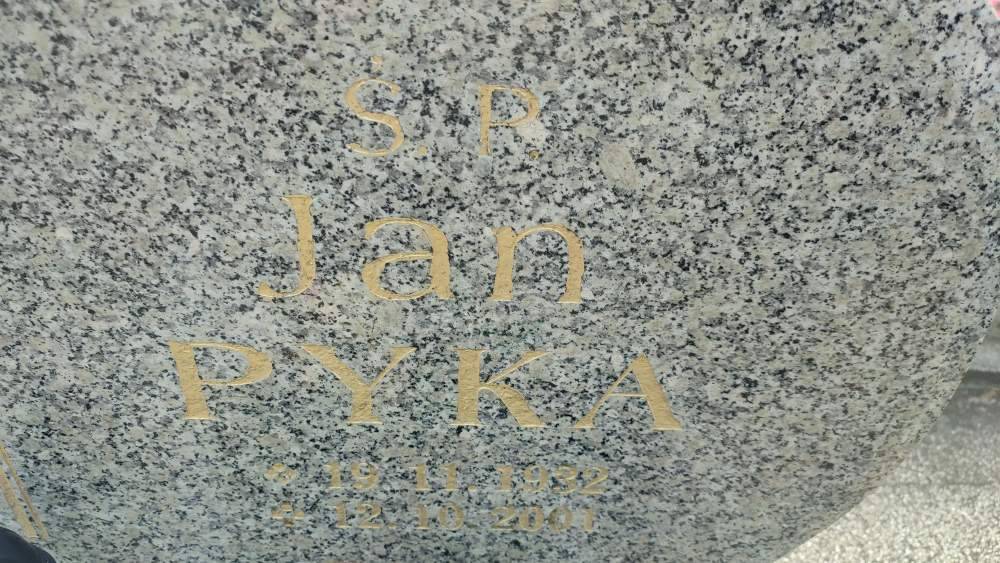 Ś. P.
Jan
PYKA
19. 11. 1932
12. 10. 2001